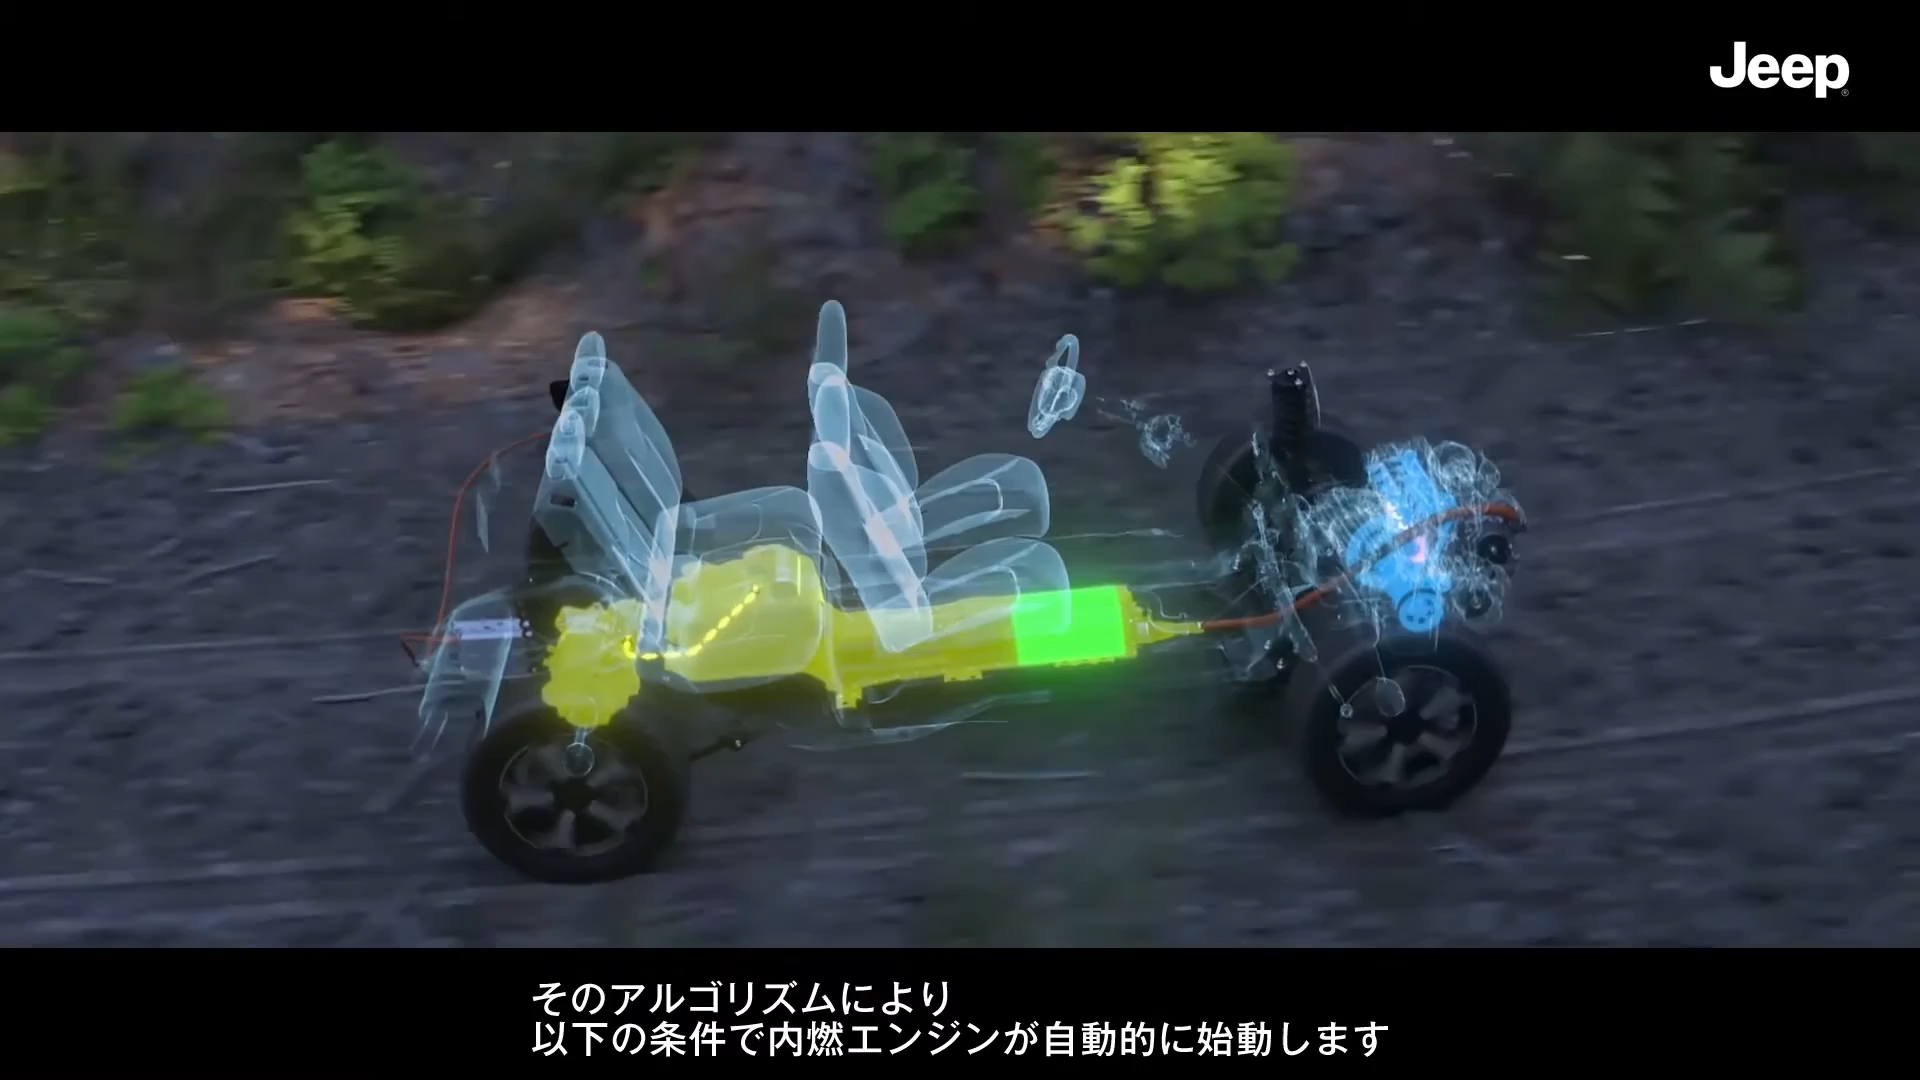 Jeep
そのアルゴリズムにより
以下の条件で内燃エンジンが自動的に始動します